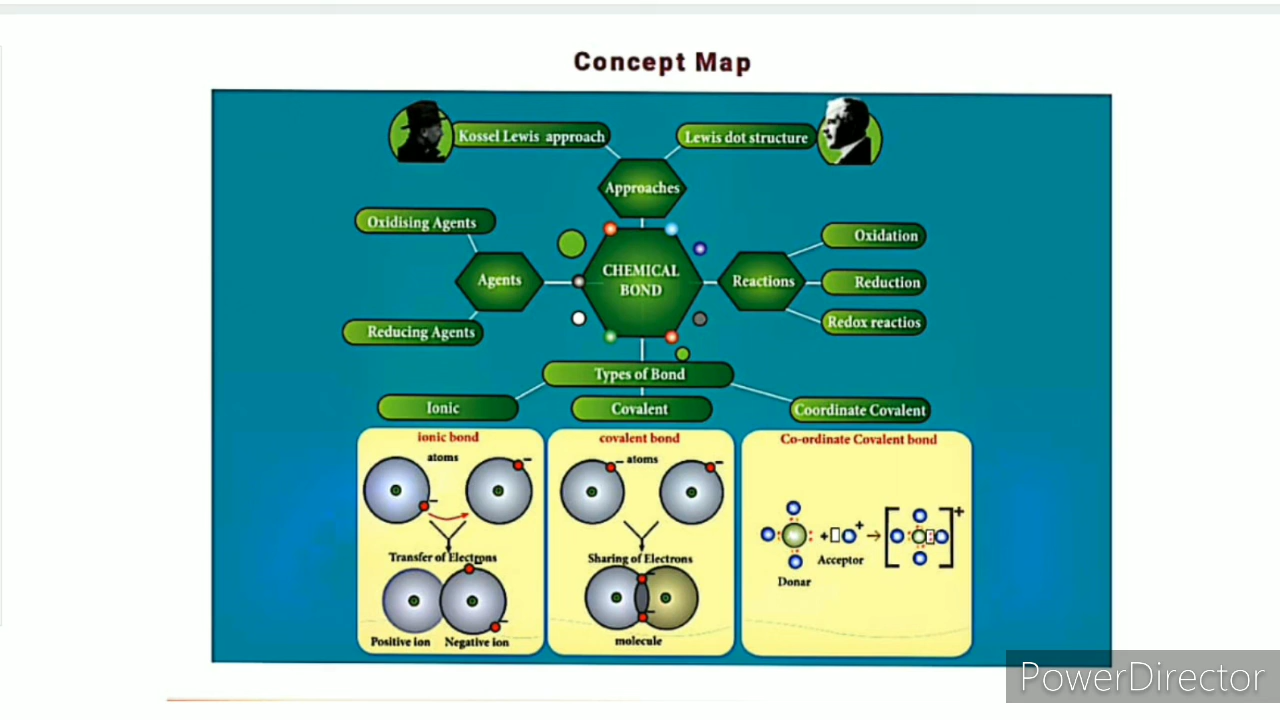 Concept Map
Kossel Lewis approach
Lewis dot structure
Approaches
Oxidising Agents
Oxidation
Agents
CHEMICAL
BOND
Reactions
Reduction
Reducing Agents
Redox reactios
Types of Bond
Ionic
Covalent
Coordinate Covalent
ionic bond
atoms
Transfer of Electrons
Positive ion
Negative ion
covalent bond
atoms
Sharing of Electrons
molecule
Co-ordinate Covalent bond
Acceptor
Donar
PowerDirector